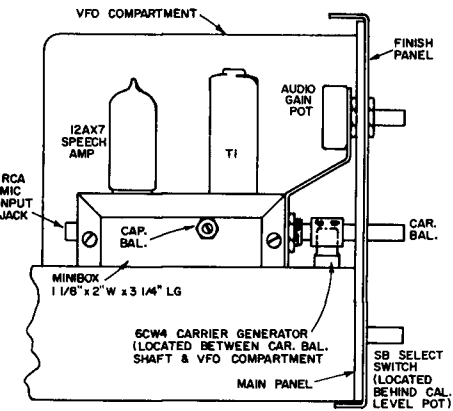 VFO COMPARTMENT
FINISH
PANEL
AUDIO
GAIN
POT
12AX7
SPEECH
AMP
T1
RCA
MIC
INPUT
JACK
CAP.
BAL.
CAR.
BAL.
MINIBOX
1 1/8" x 2" W x 3 1/4" LG
6CW4 CARRIER GENERATOR
(LOCATED BETWEEN CAR. BAL.
SHAFT & VFO COMPARTMENT
MAIN PANEL
SB SELECT
SWITCH
(LOCATED
BEHIND CAL.
LEVEL POT)